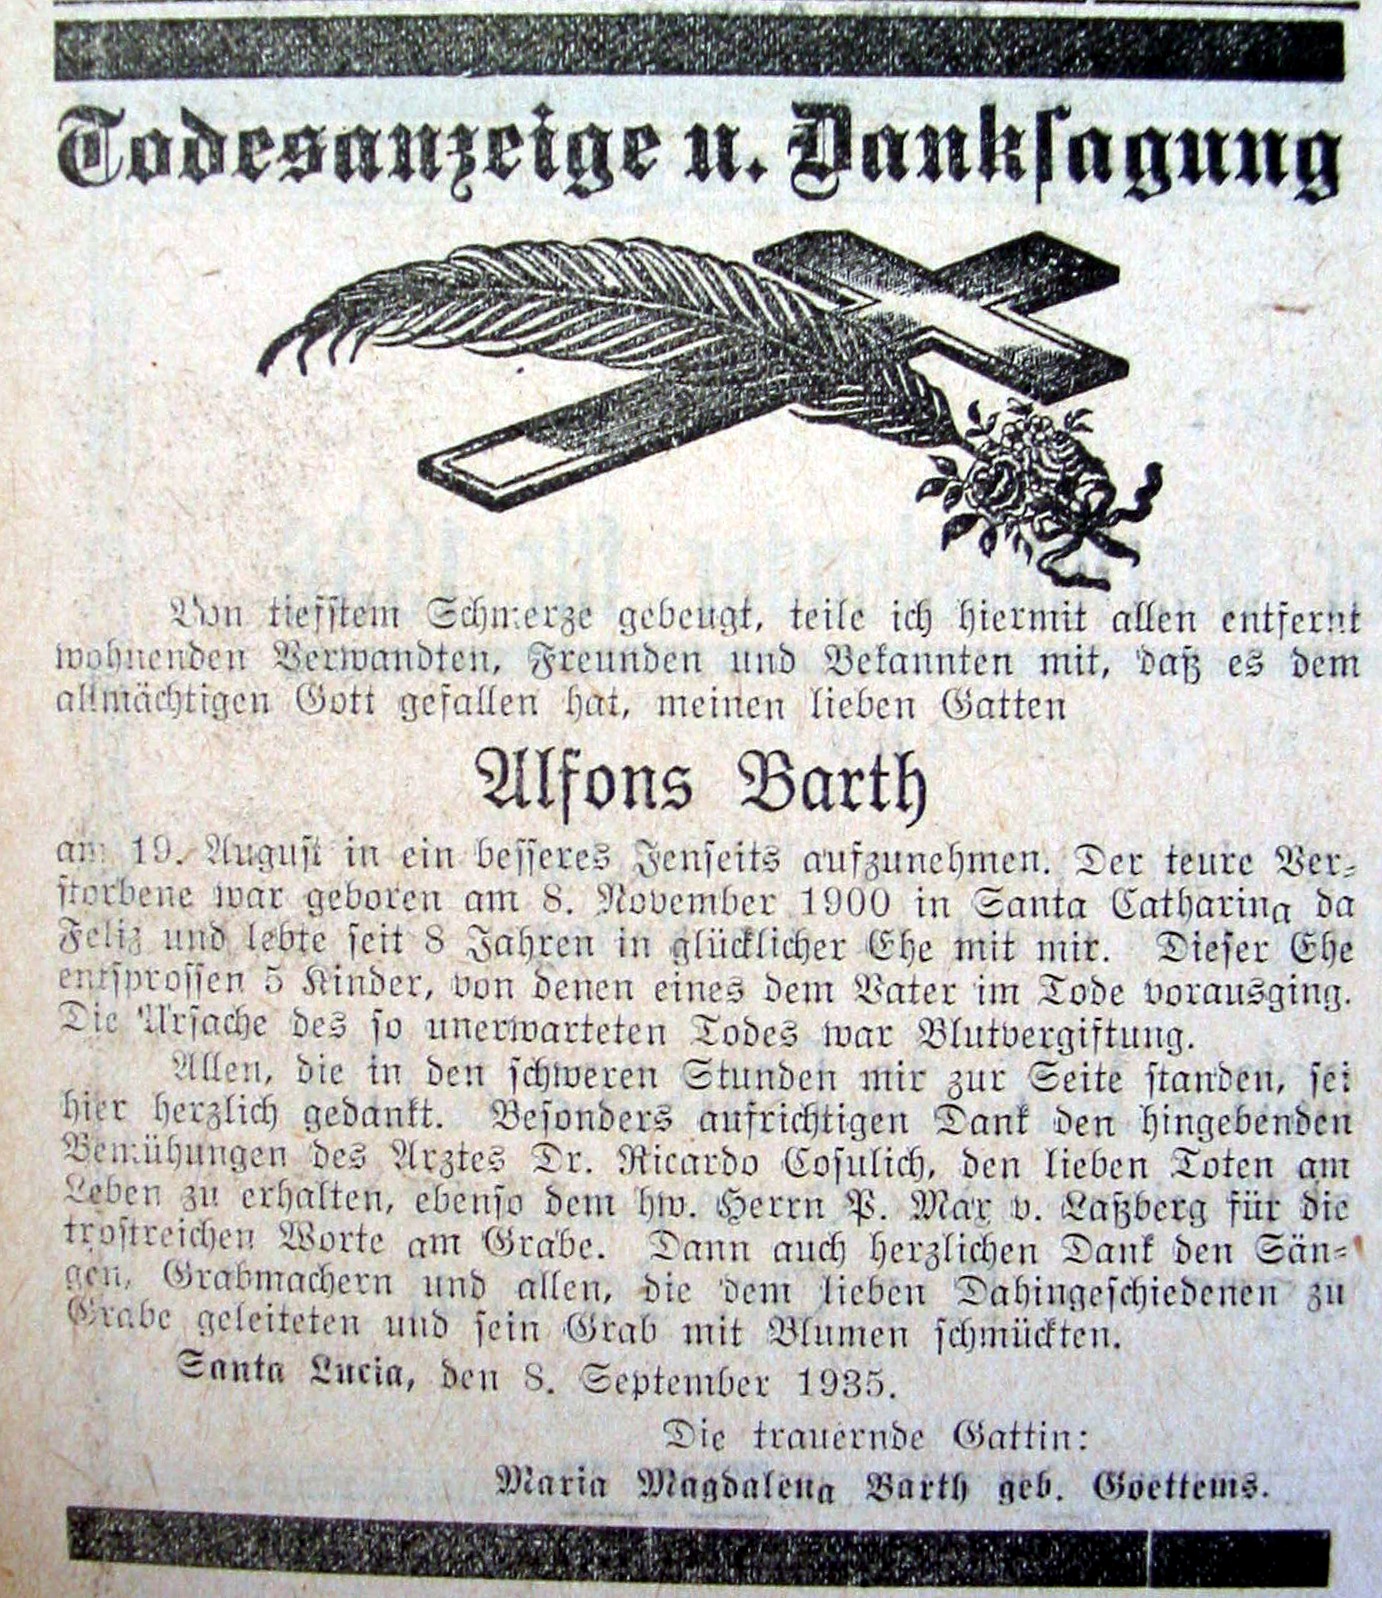 Todesanzeige u. Dankſagung
Von tiefſtem Schmerze gebeugt, teile ich hiermit allen entfernt
wohnenden Verwandten, Freunden und Bekannten mit, daß es dem
allmächtigen Gott gefallen hat, meinen lieben Gatten
Alfons Barth
am 19. Auguſt in ein beſſeres Jenſeits aufzunehmen. Der teure Ver-
ſtorbene war geboren am 8. November 1900 in Santa Catharina da
Feliz und lebte ſeit 8 Jahren in glücklicher Ehe mit mir. Dieſer Ehe
entſproſſen 5 Kinder, von denen eines dem Vater im Tode vorausging.
Die Urſache des ſo unerwarteten Todes war Blutvergiftung.
Allen, die in den ſchweren Stunden mir zur Seite ſtanden, ſei
hier herzlich gedankt. Beſonders aufrichtigen Dank den hingebenden
Bemühungen des Arztes Dr. Ricardo Coſulich, den lieben Toten am
Leben zu erhalten, ebenſo dem hw. Herrn P. Max v. Laßberg für die
troſtreichen Worte am Grabe. Dann auch herzlichen Dank den Sän-
gen, Grabmachern und allen, die dem lieben Dahingeſchiedenen zu
Grabe geleiteten und ſein Grab mit Blumen ſchmückten.
Santa Lucia, den 8. September 1935.
Die trauernde Gattin:
Maria Magdalena Barth geb. Goettems.